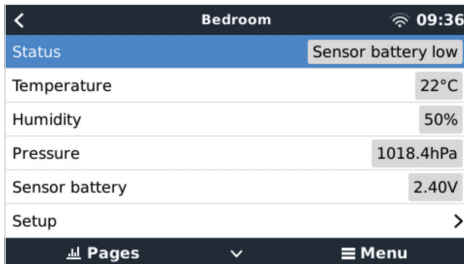 Bedroom 09:36
Status Sensor battery low
Temperature 22°C
Humidity 50%
Pressure 1018.4hPa
Sensor battery 2.40V
Setup
Pages Menu